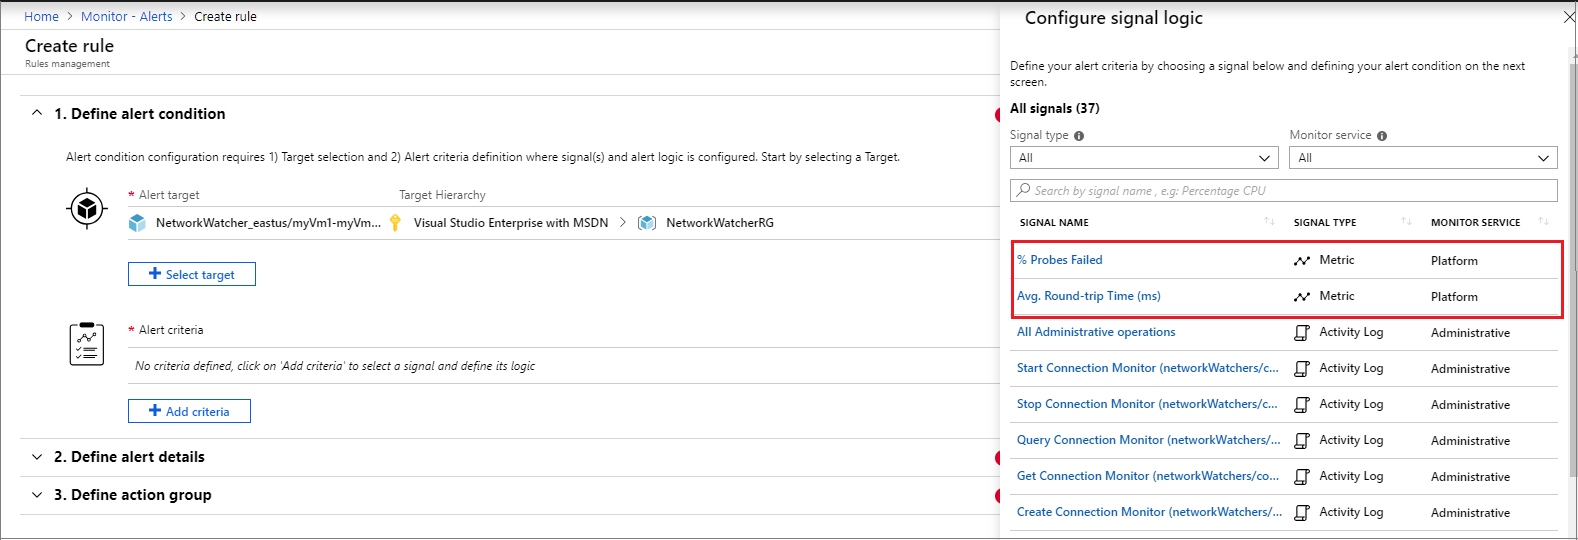 Home > Monitor - Alerts > Create rule
Create rule
Rules management
1. Define alert condition
Alert condition configuration requires 1) Target selection and 2) Alert criteria definition where signal(s) and alert logic is configured. Start by selecting a Target.
* Alert target
Target Hierarchy
NetworkWatcher_eastus/myVm1-myVm...
Visual Studio Enterprise with MSDN > NetworkWatcherRG
+ Select target
* Alert criteria
No criteria defined, click on 'Add criteria' to select a signal and define its logic
+ Add criteria
2. Define alert details
3. Define action group
Configure signal logic
Define your alert criteria by choosing a signal below and defining your alert condition on the next
screen.
All signals (37)
Signal type
Monitor service
All
All
Search by signal name , e.g: Percentage CPU
SIGNAL NAME SIGNAL TYPE MONITOR SERVICE
% Probes Failed Metric Platform
Avg. Round-trip Time (ms) Metric Platform
All Administrative operations Activity Log Administrative
Start Connection Monitor (networkWatchers/c... Activity Log Administrative
Stop Connection Monitor (networkWatchers/c... Activity Log Administrative
Query Connection Monitor (networkWatchers/... Activity Log Administrative
Get Connection Monitor (networkWatchers/co... Activity Log Administrative
Create Connection Monitor (networkWatchers/... Activity Log Administrative